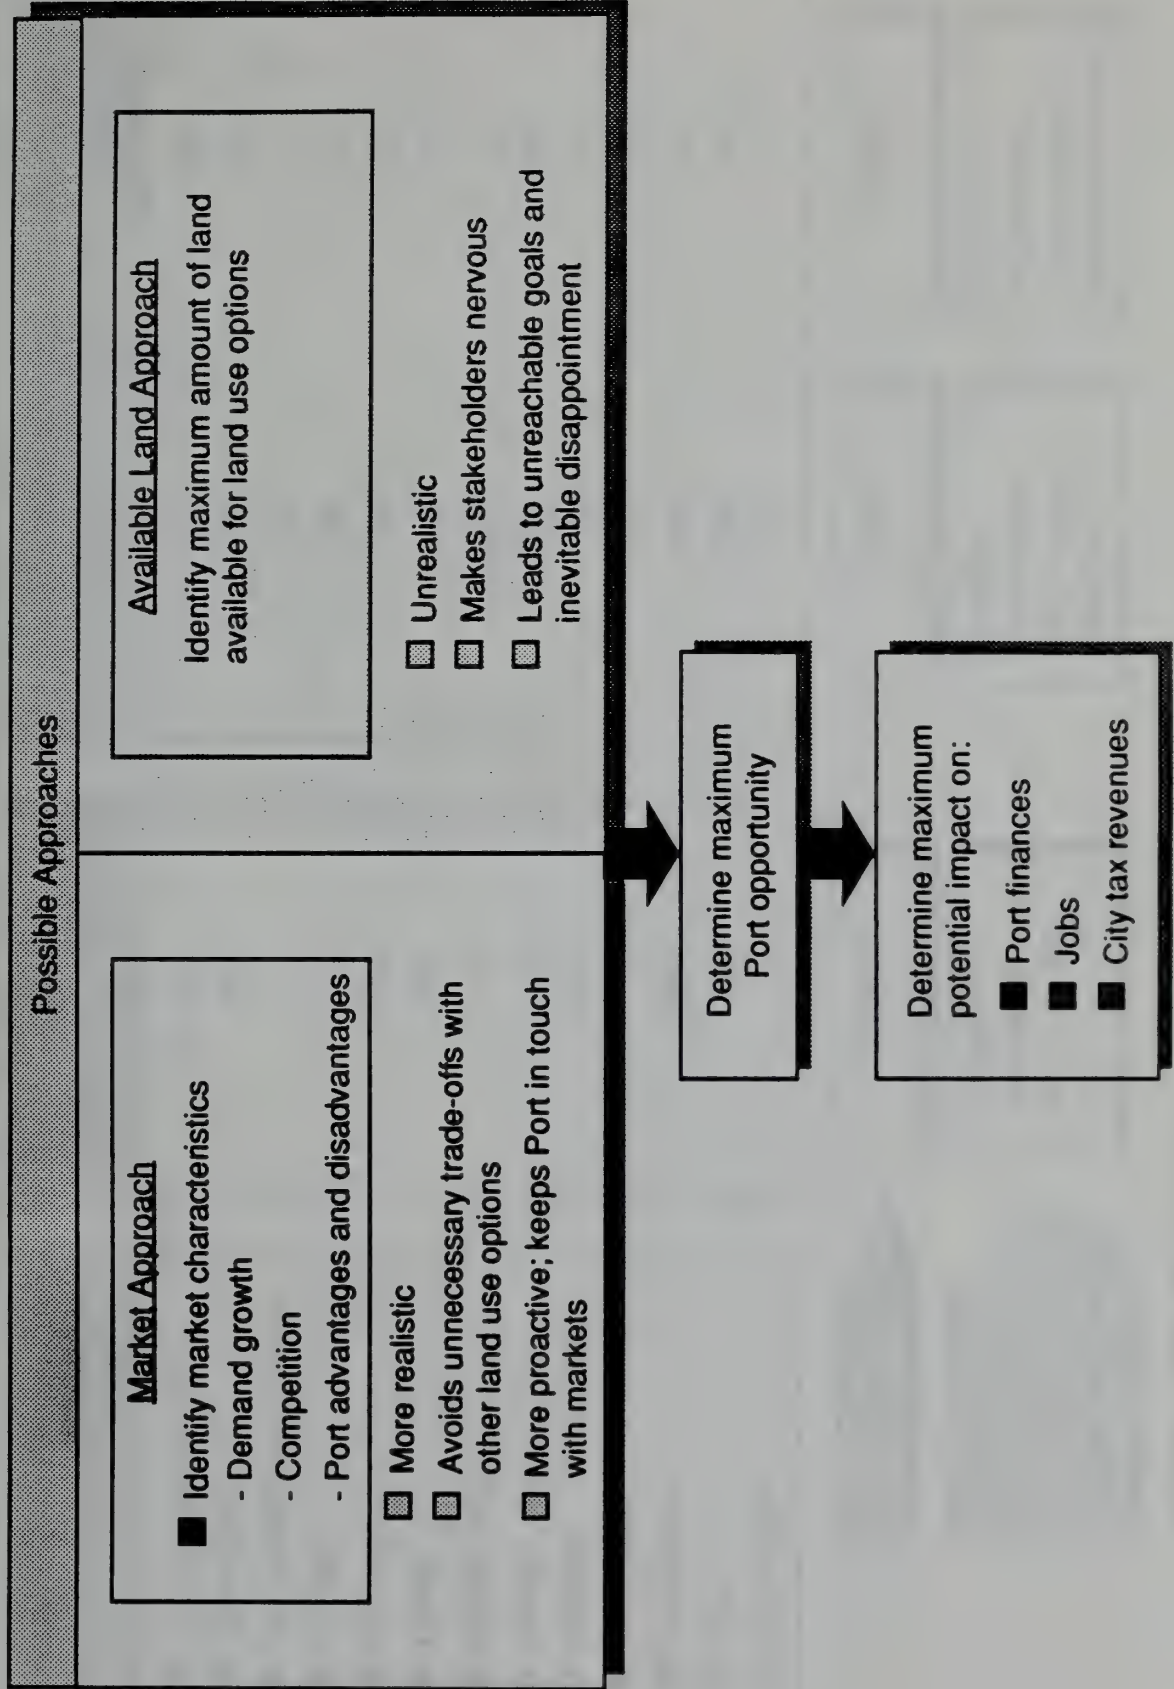 Possible Approaches
Market Approach
■ Identify market characteristics
- Demand growth
- Competition
- Port advantages and disadvantages
More realistic
Avoids unnecessary trade-offs with
other land use options
More proactive; keeps Port in touch
with markets
Available Land Approach
Identify maximum amount of land
available for land use options
Unrealistic
Makes stakeholders nervous
Leads to unreachable goals and
inevitable disappointment
Determine maximum
Port opportunity
Determine maximum
potential impact on:
■ Port finances
■ Jobs
■ City tax revenues